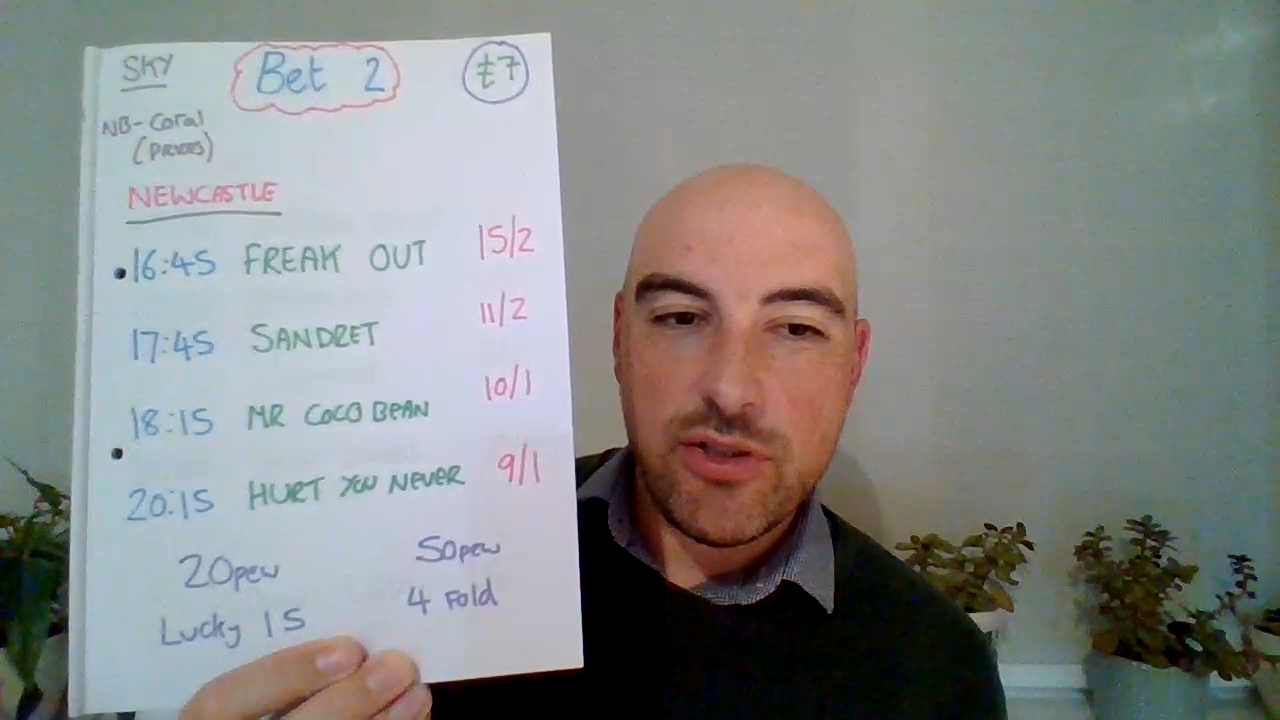 SKY Bet 2 £7
NB-Coral
(PRICES)
NEWCASTLE
16:45 FREAK OUT 15/2
17:45 SANDRET 11/2
18:15 MR COCO BEAN 10/1
20:15 HURT YOU NEVER 9/1
20pew 50pew
Lucky 15 4 Fold